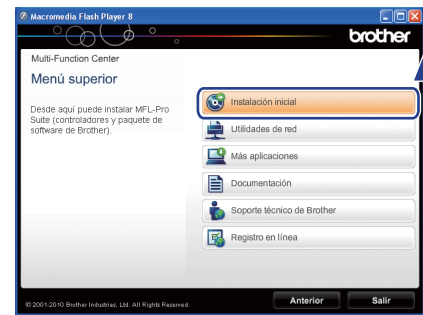 Macromedia Flash Player 8
brother
Multi-Function Center
Menú superior
Desde aquí puede instalar MFL-Pro
Suite (controladores y paquete de
software de Brother).
Instalación inicial
Utilidades de red
Más aplicaciones
Documentación
Soporte técnico de Brother
Registro en línea
© 2001-2010 Brother Industries, Ltd. All Rights Reserved.
Anterior
Salir